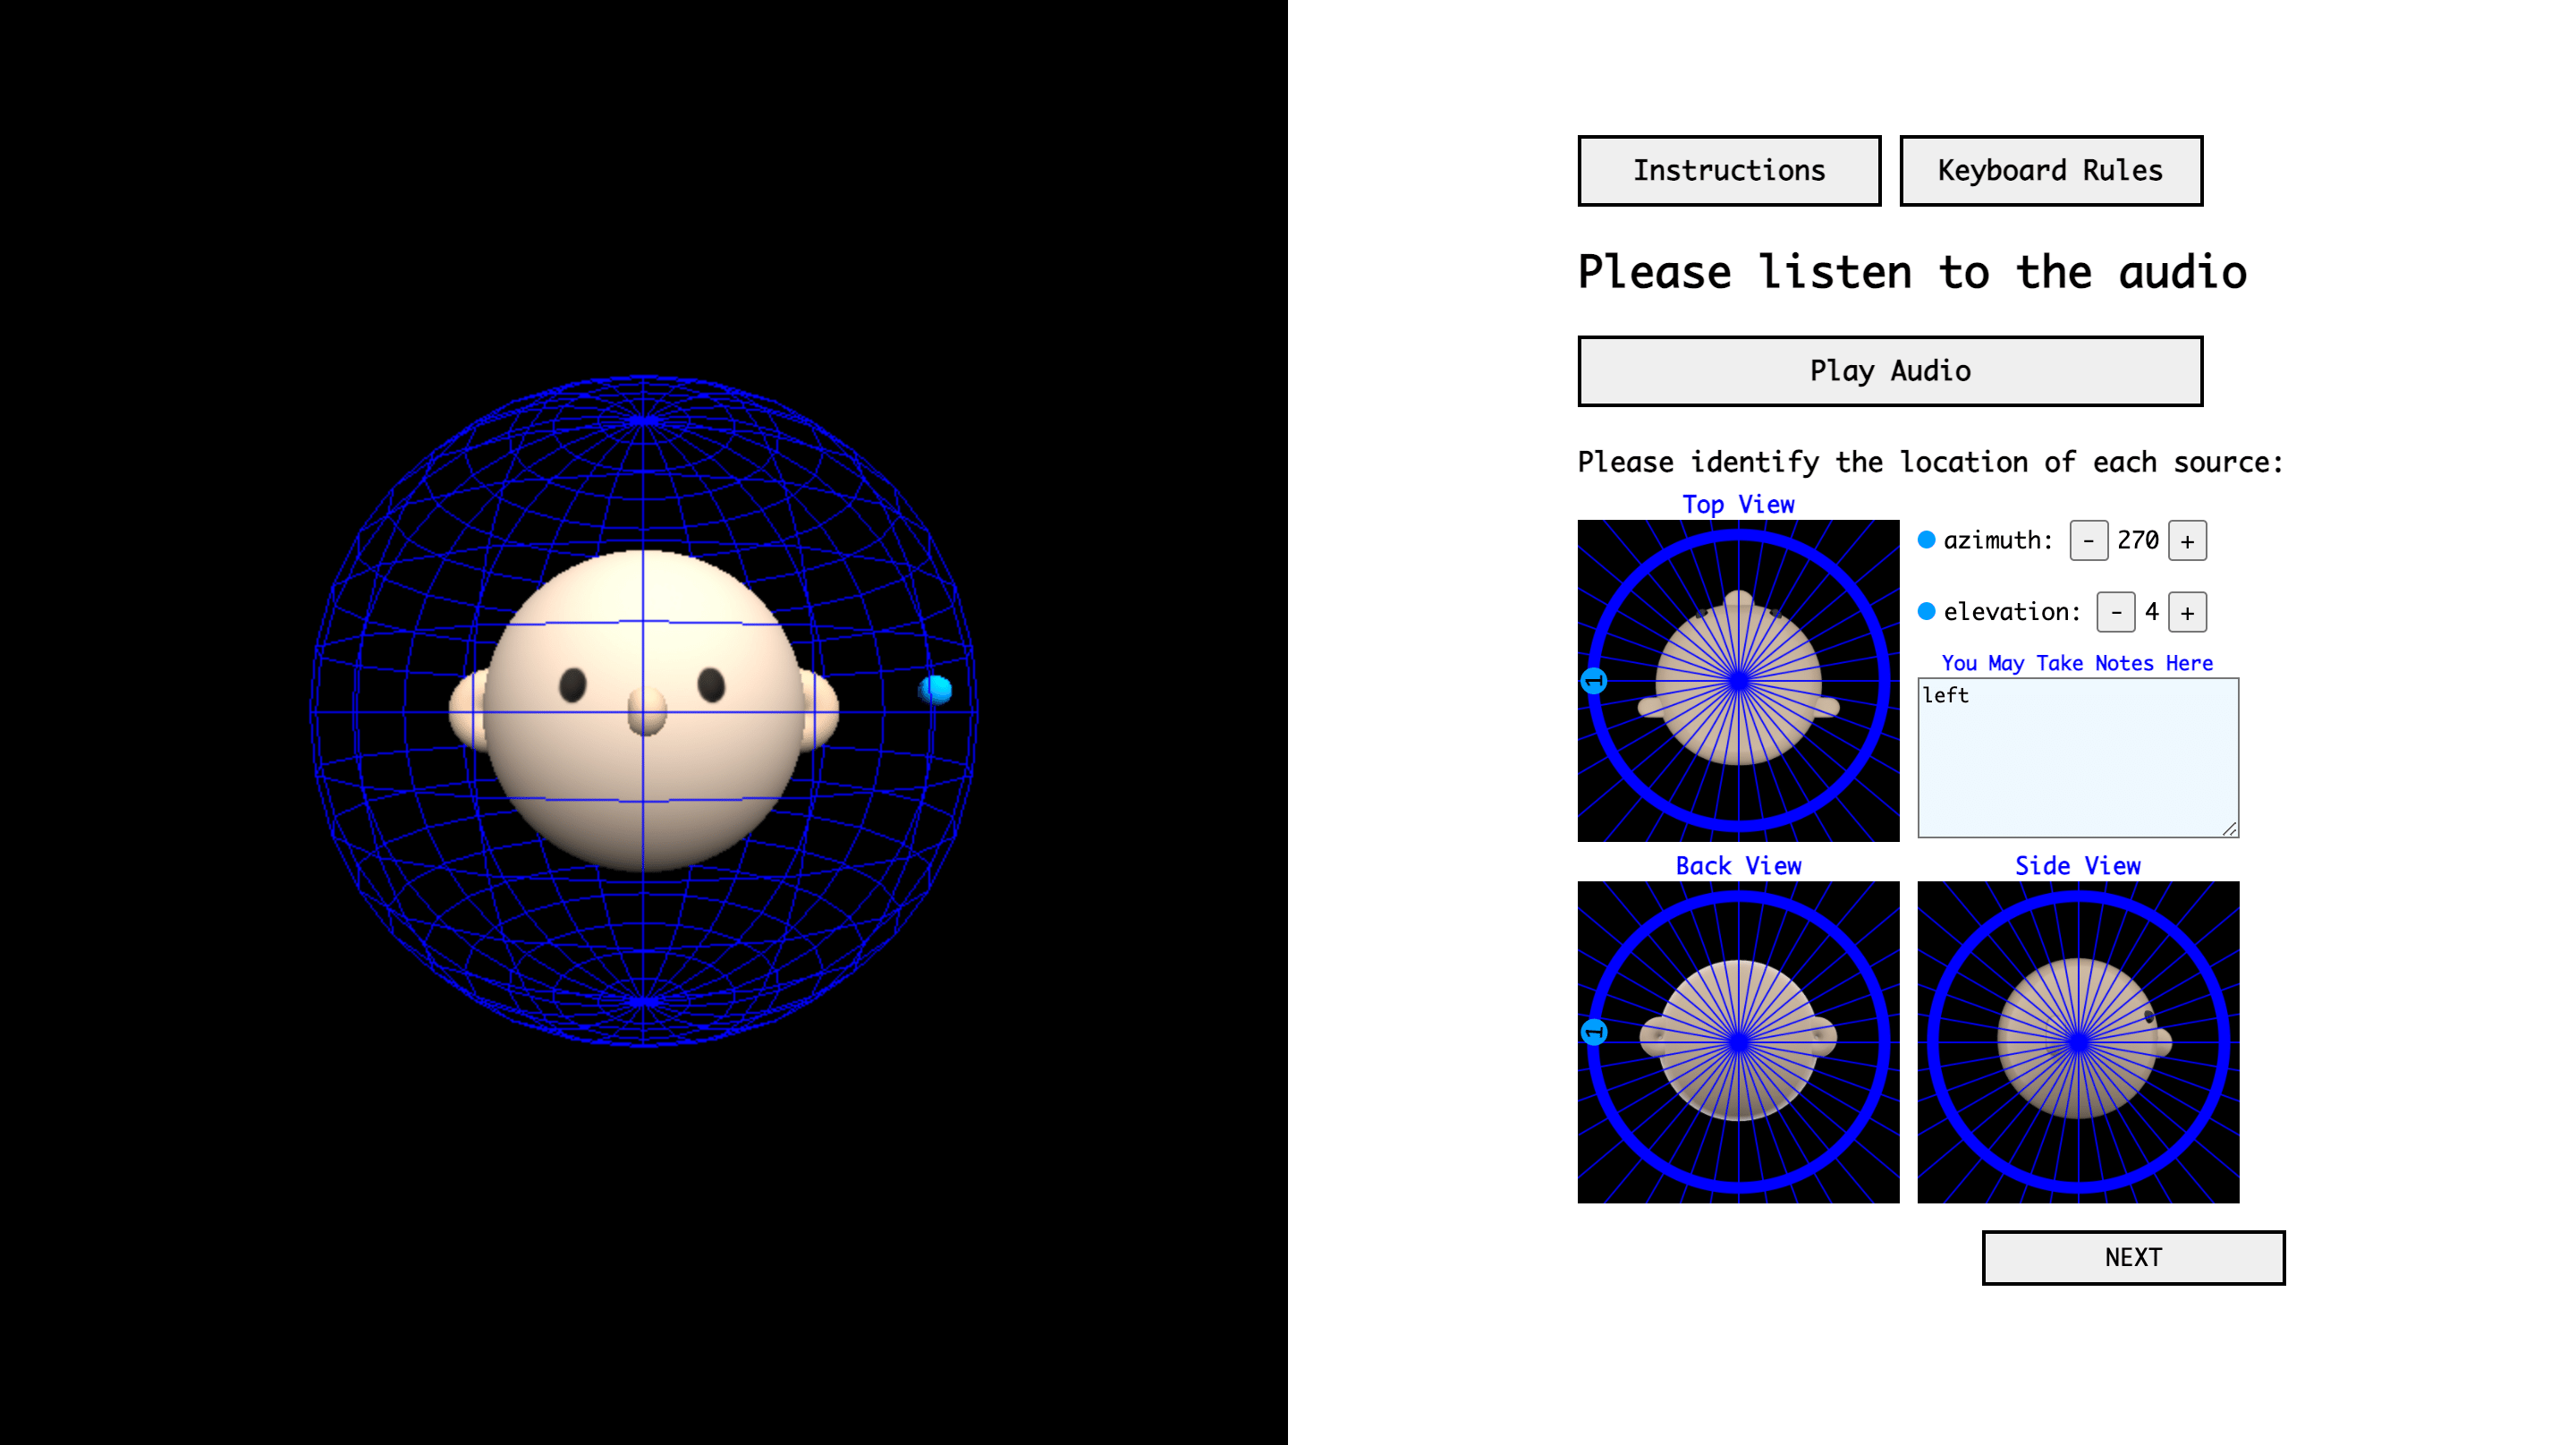 Instructions
Keyboard Rules
Please listen to the audio
Play Audio
Please identify the location of each source:
Top View
azimuth: - 270 +
elevation: - 4 +
You May Take Notes Here
left
1
Back View
Side View
1
NEXT